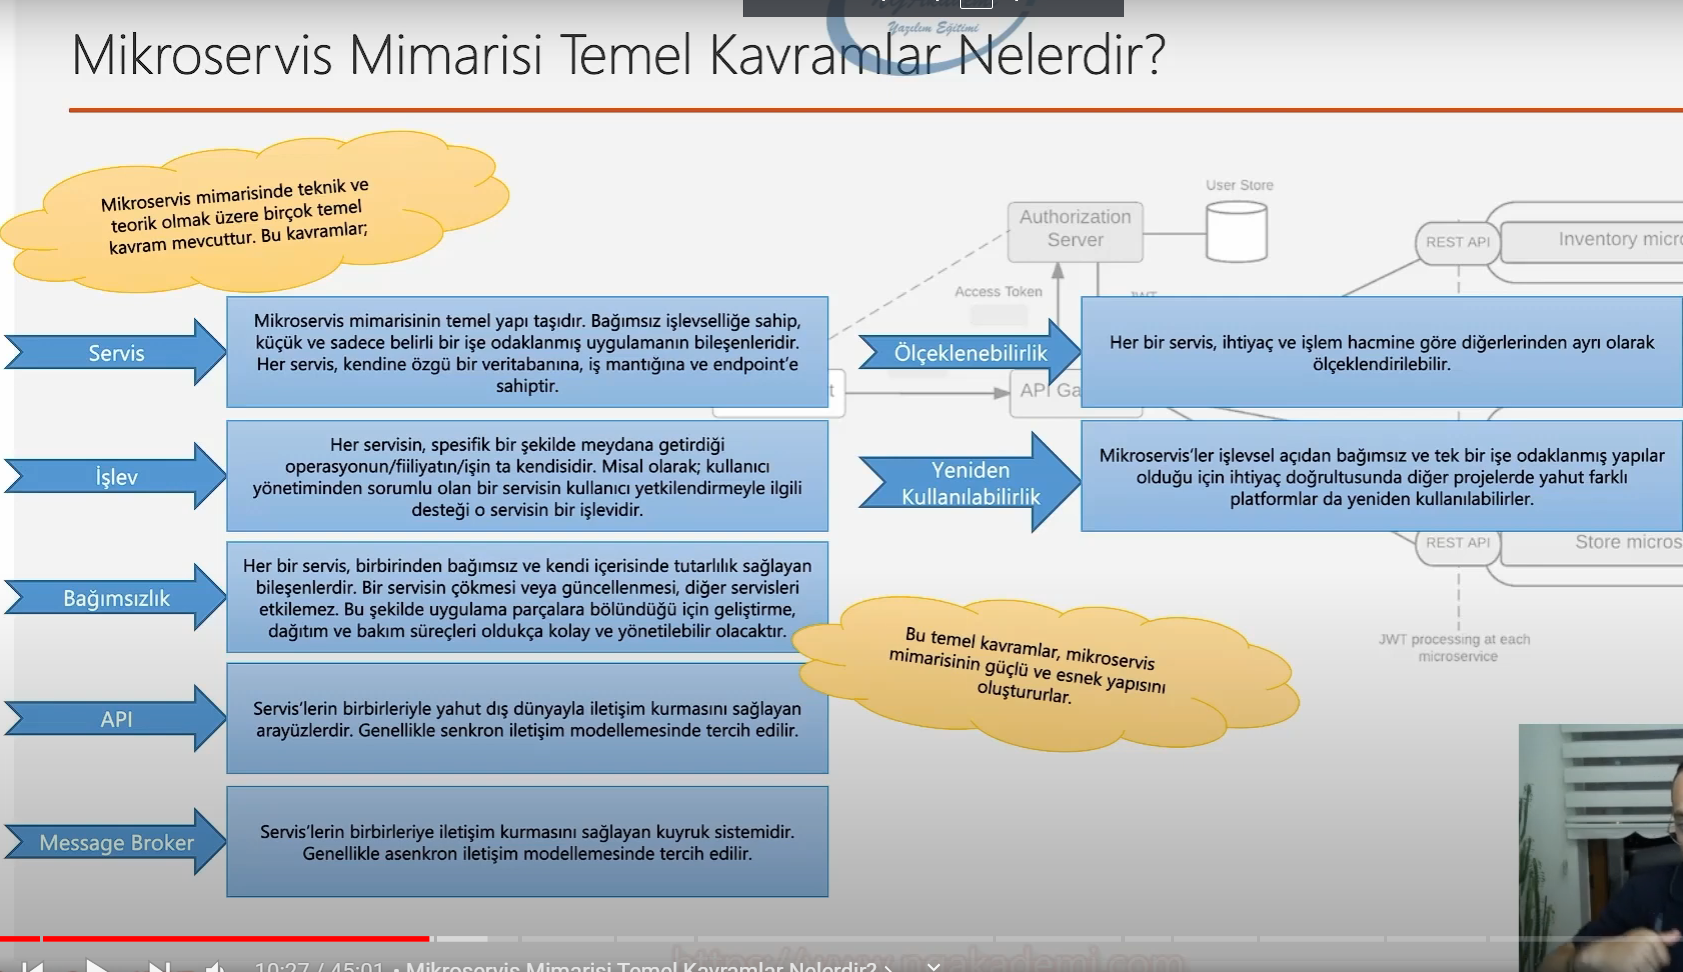 Yazılım Eğitimi
Mikroservis Mimarisi Temel Kavramlar Nelerdir?
Mikroservis mimarisinde teknik ve
teorik olmak üzere birçok temel
kavram mevcuttur. Bu kavramlar;
Servis
Mikroservis mimarisinin temel yapı taşıdır. Bağımsız işlevselliğe sahip,
küçük ve sadece belirli bir işe odaklanmış uygulamanın bileşenleridir.
Her servis, kendine özgü bir veritabanına, iş mantığına ve endpoint'e
sahiptir.
İşlev
Her servisin, spesifik bir şekilde meydana getirdiği
operasyonun/fiiliyatın/işin ta kendisidir. Misal olarak; kullanıcı
yönetiminden sorumlu olan bir servisin kullanıcı yetkilendirmeyle ilgili
desteği o servisin bir işlevidir.
Bağımsızlık
Her bir servis, birbirinden bağımsız ve kendi içerisinde tutarlılık sağlayan
bileşenlerdir. Bir servisin çökmesi veya güncellenmesi, diğer servisleri
etkilemez. Bu şekilde uygulama parçalara bölündüğü için geliştirme,
dağıtım ve bakım süreçleri oldukça kolay ve yönetilebilir olacaktır.
API
Servis'lerin birbirleriyle yahut dış dünyayla iletişim kurmasını sağlayan
arayüzlerdir. Genellikle senkron iletişim modellemesinde tercih edilir.
Message Broker
Servis'lerin birbirleriye iletişim kurmasını sağlayan kuyruk sistemidir.
Genellikle asenkron iletişim modellemesinde tercih edilir.
User Store
Authorization
Server
Access Token
JWT
REST API
Inventory micro
Ölçeklenebilirlik
Her bir servis, ihtiyaç ve işlem hacmine göre diğerlerinden ayrı olarak
ölçeklendirilebilir.
API Ga
Yeniden
Kullanılabilirlik
Mikroservis'ler işlevsel açıdan bağımsız ve tek bir işe odaklanmış yapılar
olduğu için ihtiyaç doğrultusunda diğer projelerde yahut farklı
platformlar da yeniden kullanılabilirler.
REST API
Store micros
JWT processing at each
microservice
Bu temel kavramlar, mikroservis
mimarisinin güçlü ve esnek yapısını
oluştururlar.
10:27 / 45:01 • Mikroservis Mimarisi Temel Kavramlar Nelerdir?